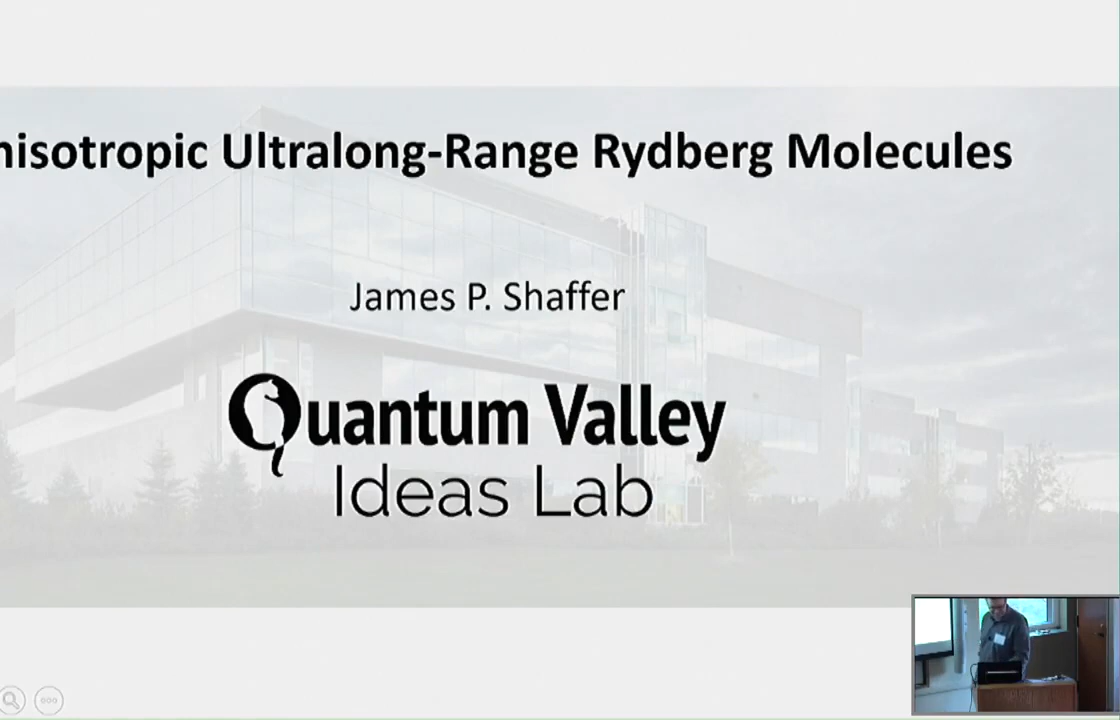 nisotropic Ultralong-Range Rydberg Molecules
James P. Shaffer
Quantum Valley
Ideas Lab